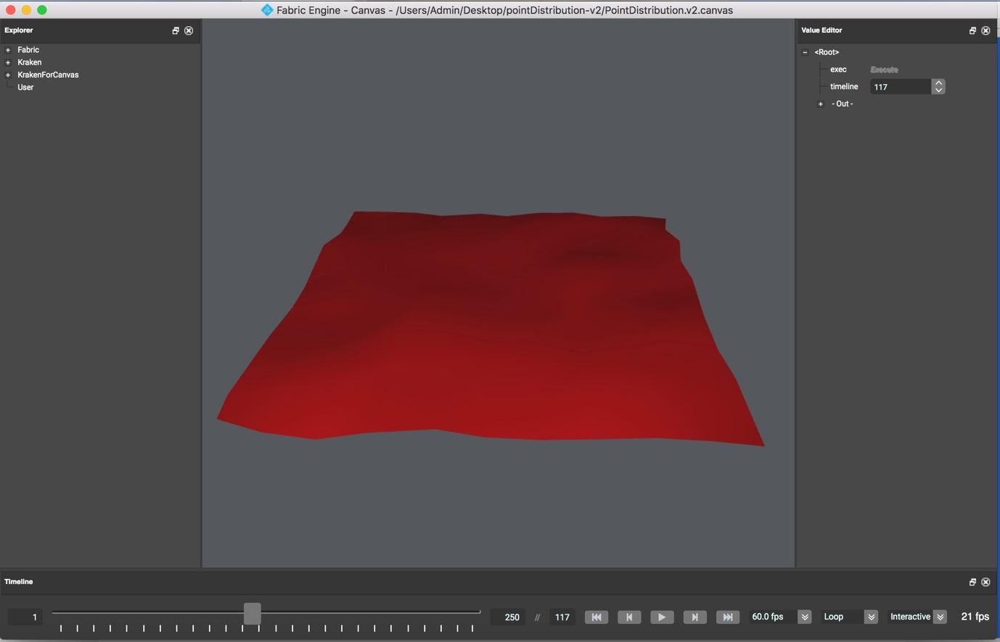 Fabric Engine - Canvas - /Users/Admin/Desktop/pointDistribution-v2/PointDistribution.v2.canvas
Explorer
Fabric
Kraken
KrakenForCanvas
User
Value Editor
<Root>
exec Execute
timeline 117
- Out -
Timeline
1 250 // 117 60.0 fps Loop Interactive 21 fps